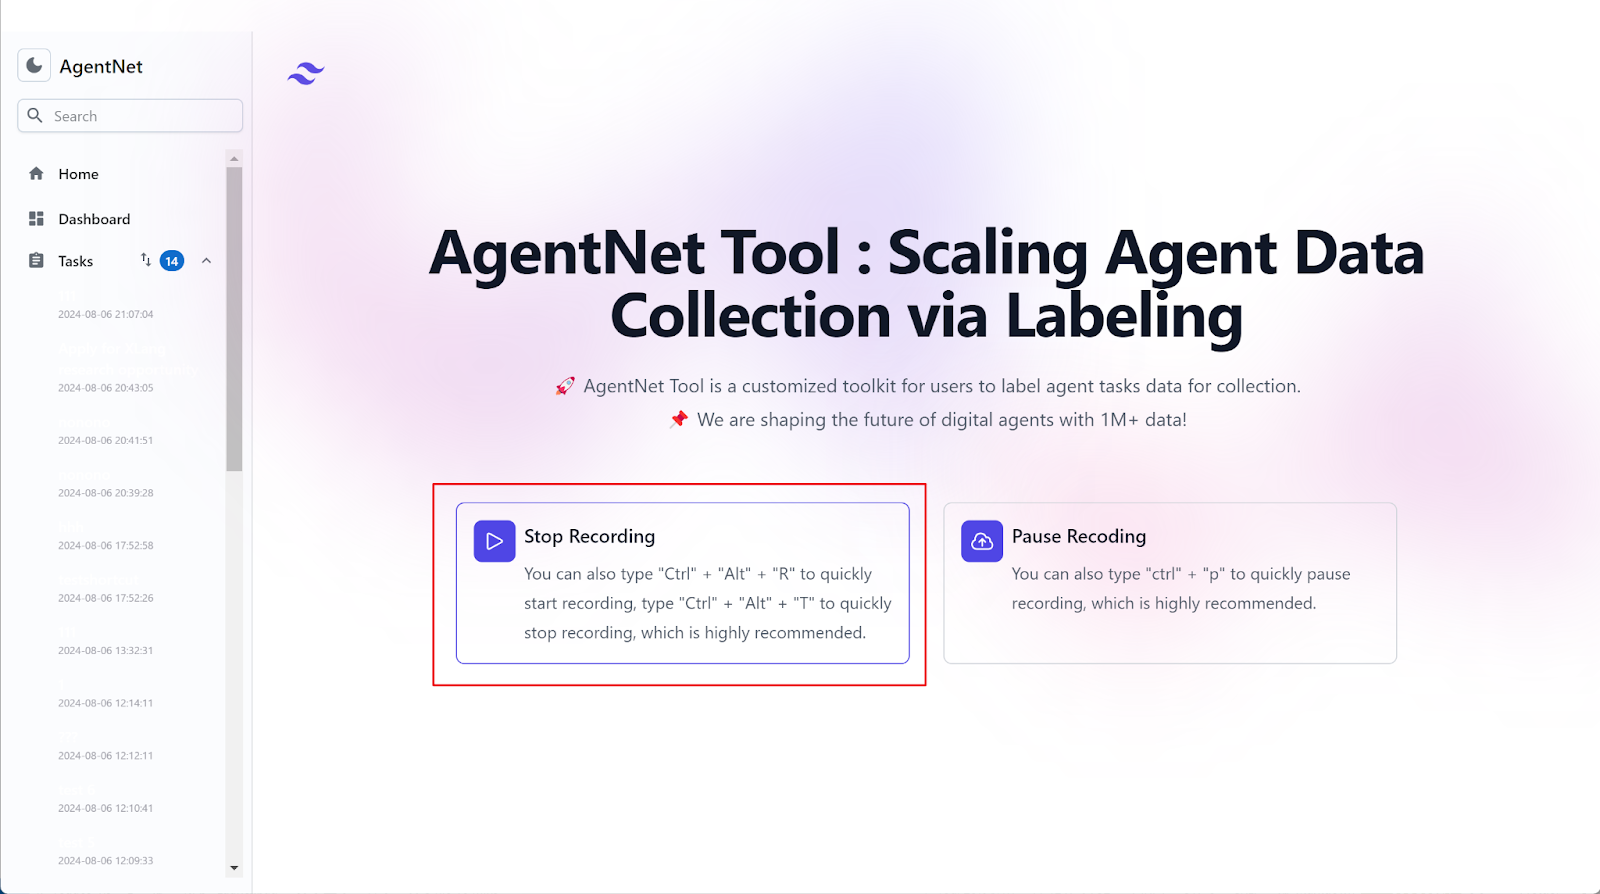 AgentNet
Search
Home
Dashboard
Tasks 14
2024-08-06 21:07:04
2024-08-06 20:43:05
2024-08-06 20:41:51
2024-08-06 20:39:28
2024-08-06 17:52:58
2024-08-06 17:52:26
2024-08-06 13:32:31
2024-08-06 12:14:11
2024-08-06 12:12:11
2024-08-06 12:10:41
2024-08-06 12:09:33
AgentNet Tool : Scaling Agent Data
Collection via Labeling
🚀 AgentNet Tool is a customized toolkit for users to label agent tasks data for collection.
📌 We are shaping the future of digital agents with 1M+ data!
Stop Recording
You can also type "Ctrl" + "Alt" + "R" to quickly
start recording, type "Ctrl" + "Alt" + "T" to quickly
stop recording, which is highly recommended.
Pause Recoding
You can also type "ctrl" + "p" to quickly pause
recording, which is highly recommended.